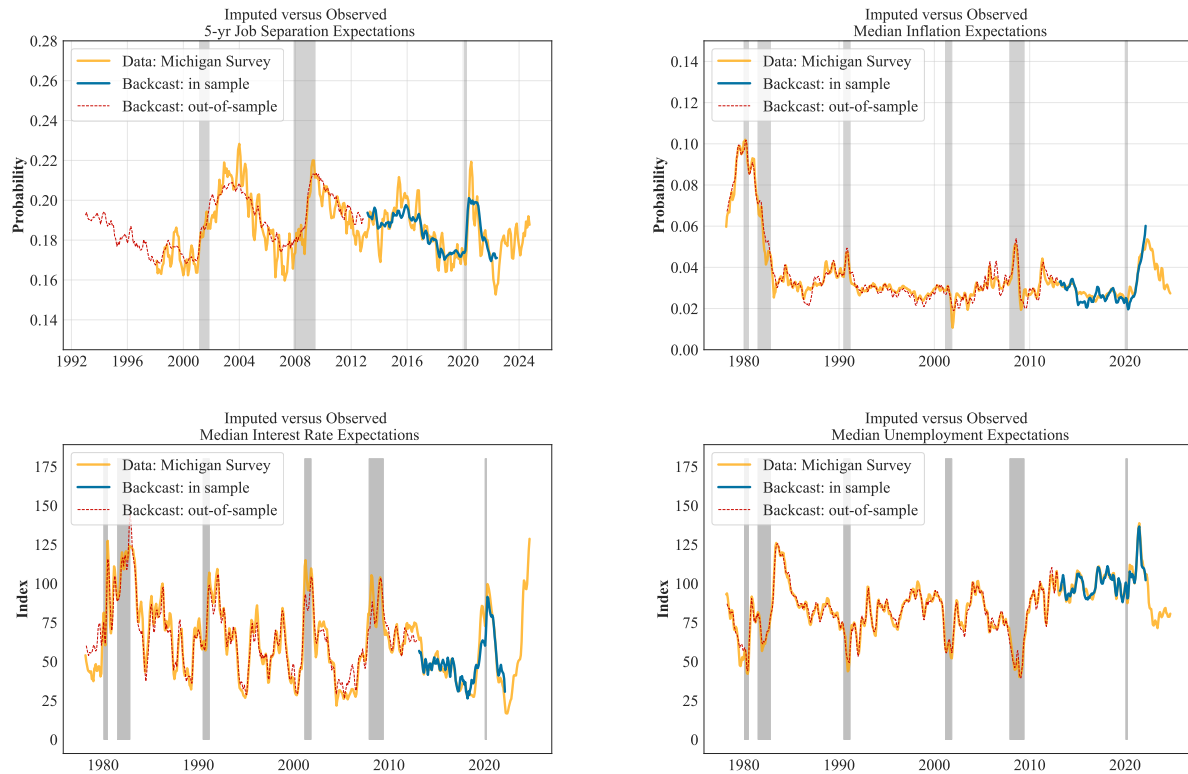 Imputed versus Observed
5-yr Job Separation Expectations
0.28
0.26
0.24
0.22
0.20
0.18
0.16
0.14
Probability
Data: Michigan Survey
Backcast: in sample
Backcast: out-of-sample
1992 1996 2000 2004 2008 2012 2016 2020 2024
Imputed versus Observed
Median Inflation Expectations
0.14
0.12
0.10
0.08
0.06
0.04
0.02
0.00
Probability
Data: Michigan Survey
Backcast: in sample
Backcast: out-of-sample
1980 1990 2000 2010 2020
Imputed versus Observed
Median Interest Rate Expectations
175
150
125
100
75
50
25
0
Index
Data: Michigan Survey
Backcast: in sample
Backcast: out-of-sample
1980 1990 2000 2010 2020
Imputed versus Observed
Median Unemployment Expectations
175
150
125
100
75
50
25
0
Index
Data: Michigan Survey
Backcast: in sample
Backcast: out-of-sample
1980 1990 2000 2010 2020